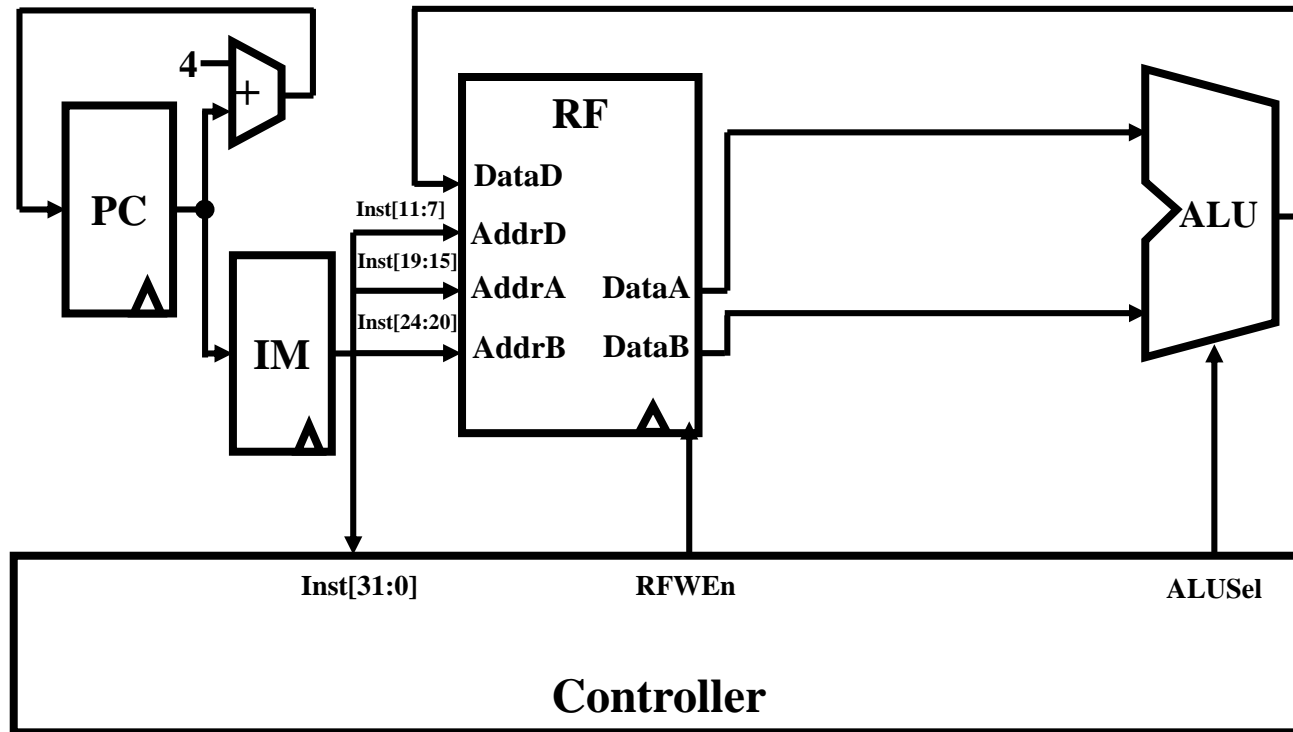 4
+
RF
PC
DataD
Inst[11:7]
AddrD
ALU
Inst[19:15]
AddrA
DataA
Inst[24:20]
IM
AddrB
DataB
Inst[31:0]
RFWEn
ALUSel
Controller